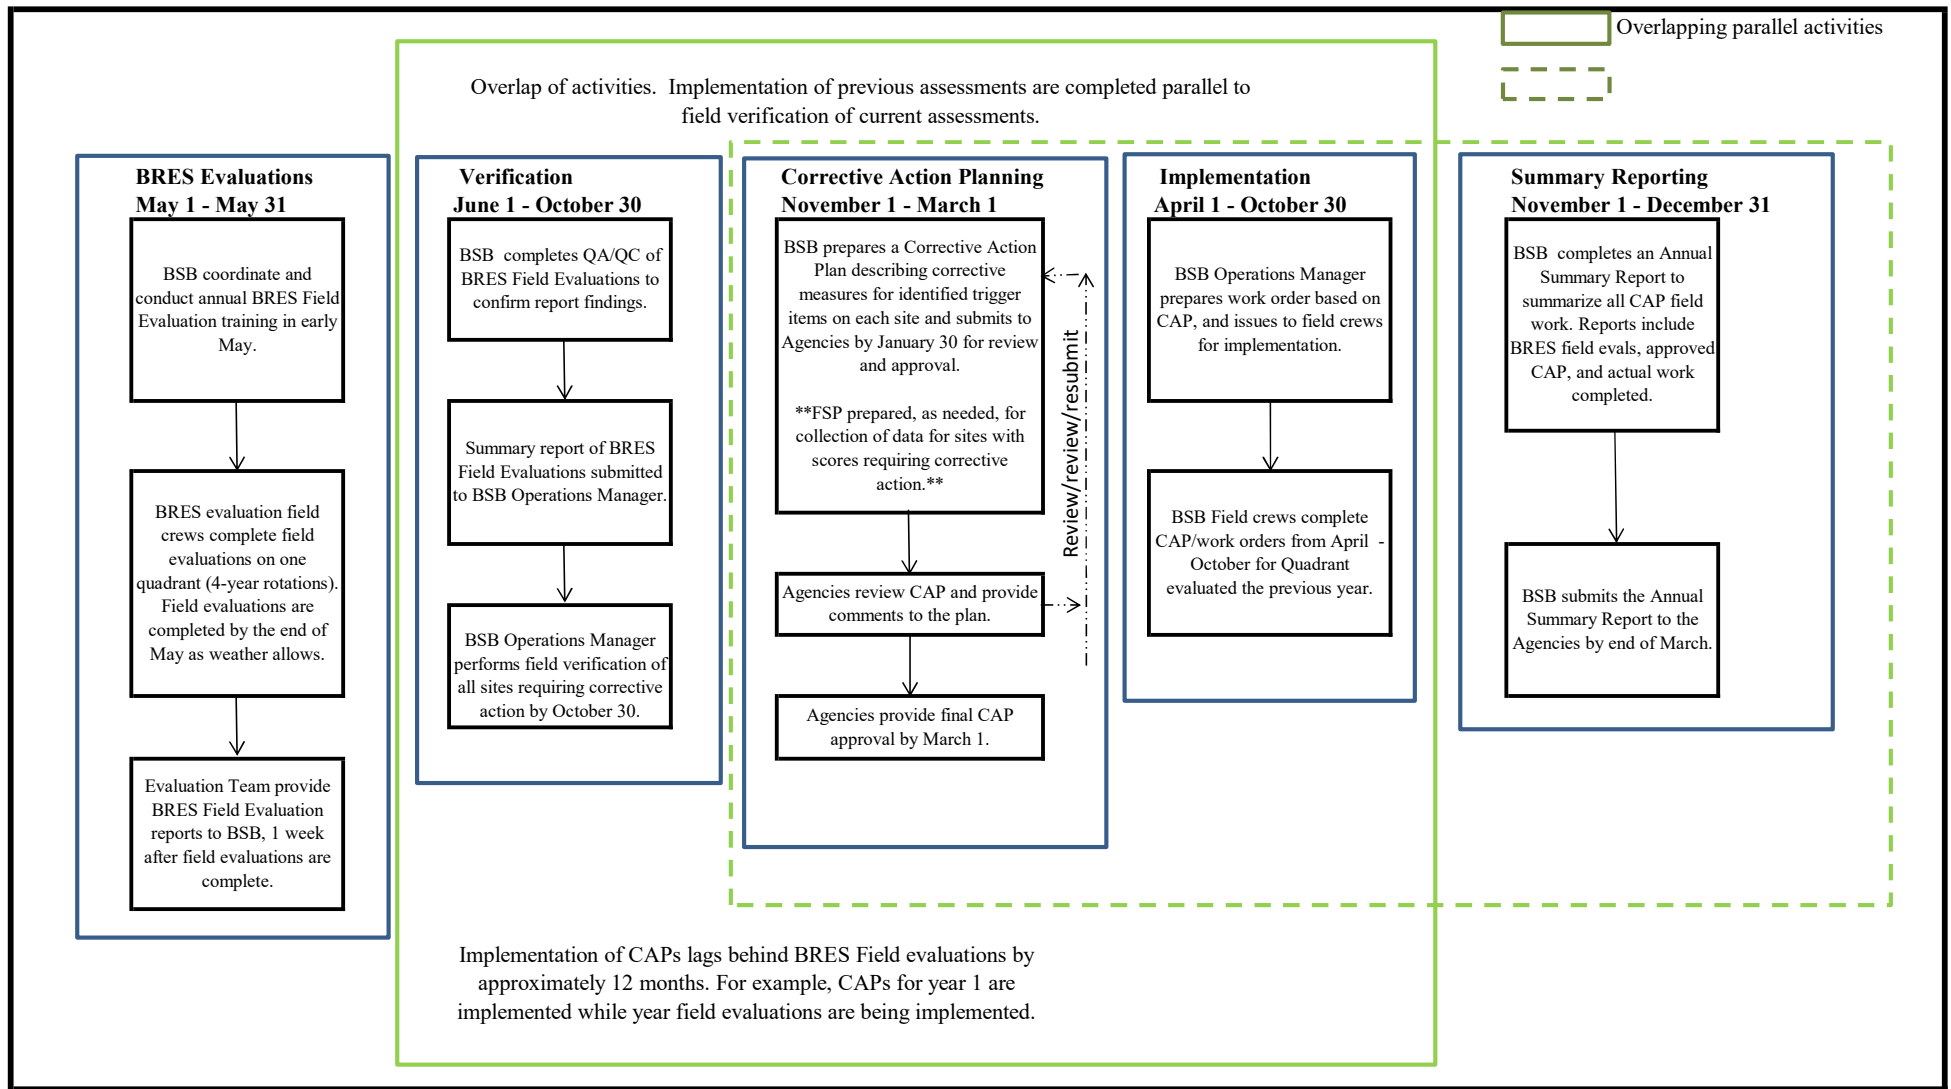 Overlapping parallel activities
Overlap of activities.  Implementation of previous assessments are completed parallel to
field verification of current assessments.
BRES Evaluations
May 1 - May 31
BSB coordinate and
conduct annual BRES Field
Evaluation training in early
May.
BRES evaluation field
crews complete field
evaluations on one
quadrant (4-year rotations).
Field evaluations are
completed by the end of
May as weather allows.
Evaluation Team provide
BRES Field Evaluation
reports to BSB, 1 week
after field evaluations are
complete.
Verification
June 1 - October 30
BSB  completes QA/QC of
BRES Field Evaluations to
confirm report findings.
Summary report of BRES
Field Evaluations submitted
to BSB Operations Manager.
BSB Operations Manager
performs field verification of
all sites requiring corrective
action by October 30.
Corrective Action Planning
November 1 - March 1
BSB prepares a Corrective Action
Plan describing corrective
measures for identified trigger
items on each site and submits to
Agencies by January 30 for review
and approval.
**FSP prepared, as needed, for
collection of data for sites with
scores requiring corrective
action.**
Agencies review CAP and provide
comments to the plan.
Agencies provide final CAP
approval by March 1.
Review/review/resubmit
Implementation
April 1 - October 30
BSB Operations Manager
prepares work order based on
CAP, and issues to field crews
for implementation.
BSB Field crews complete
CAP/work orders from April  -
October for Quadrant
evaluated the previous year.
Summary Reporting
November 1 - December 31
BSB  completes an Annual
Summary Report to
summarize all CAP field
work. Reports include
BRES field evals, approved
CAP, and actual work
completed.
BSB submits the Annual
Summary Report to the
Agencies by end of March.
Implementation of CAPs lags behind BRES Field evaluations by
approximately 12 months. For example, CAPs for year 1 are
implemented while year field evaluations are being implemented.